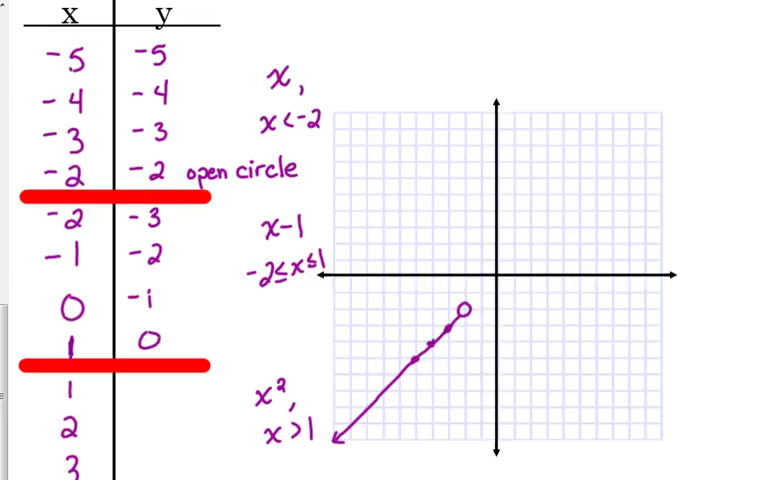 x y
-5 -5
-4 -4
-3 -3
-2 -2 open circle
-2 -3
-1 -2
0 -1
1 0
1
2
3
x,
x<-2
x-1
-2≤x≤1
x²,
x>1